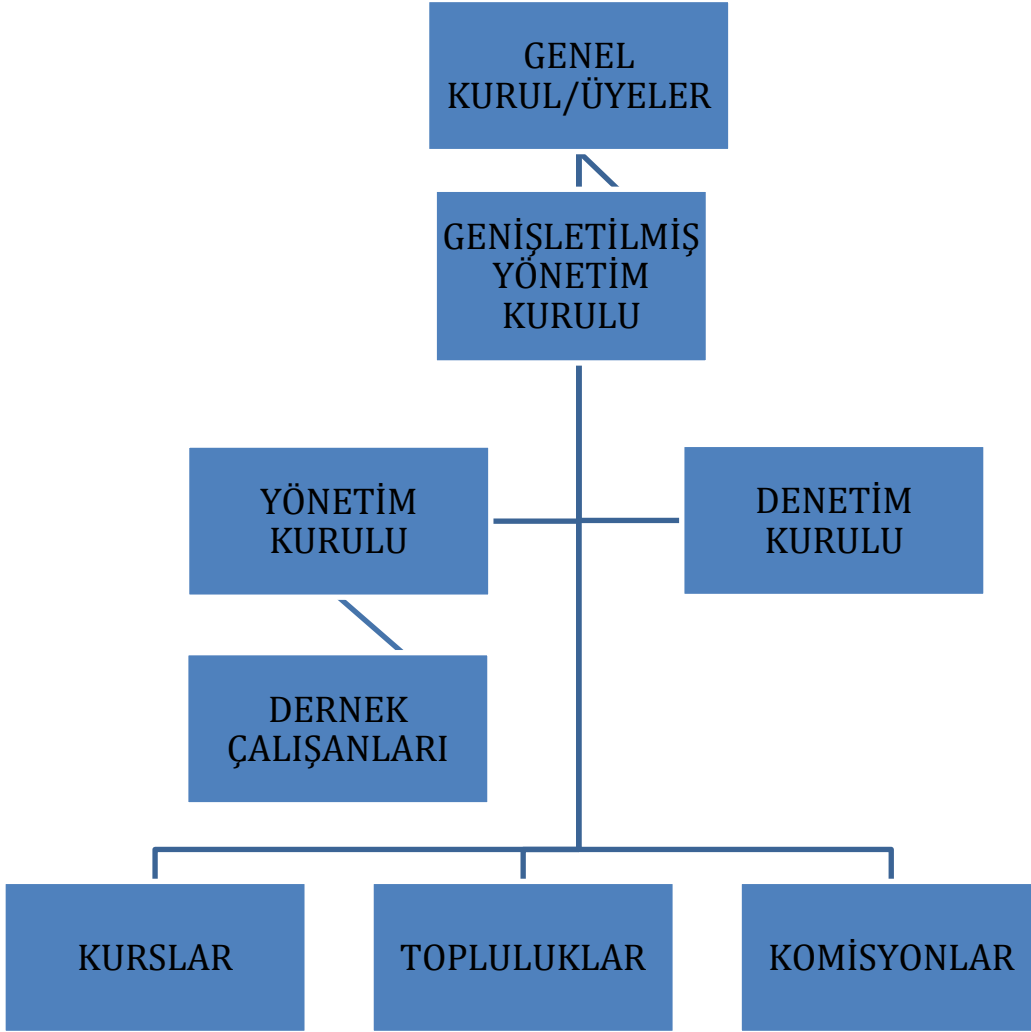 GENEL
KURUL/ÜYELER
GENİŞLETİLMİŞ
YÖNETİM
KURULU
YÖNETİM
KURULU
DENETİM
KURULU
DERNEK
ÇALIŞANLARI
KURSLAR
TOPLULUKLAR
KOMİSYONLAR